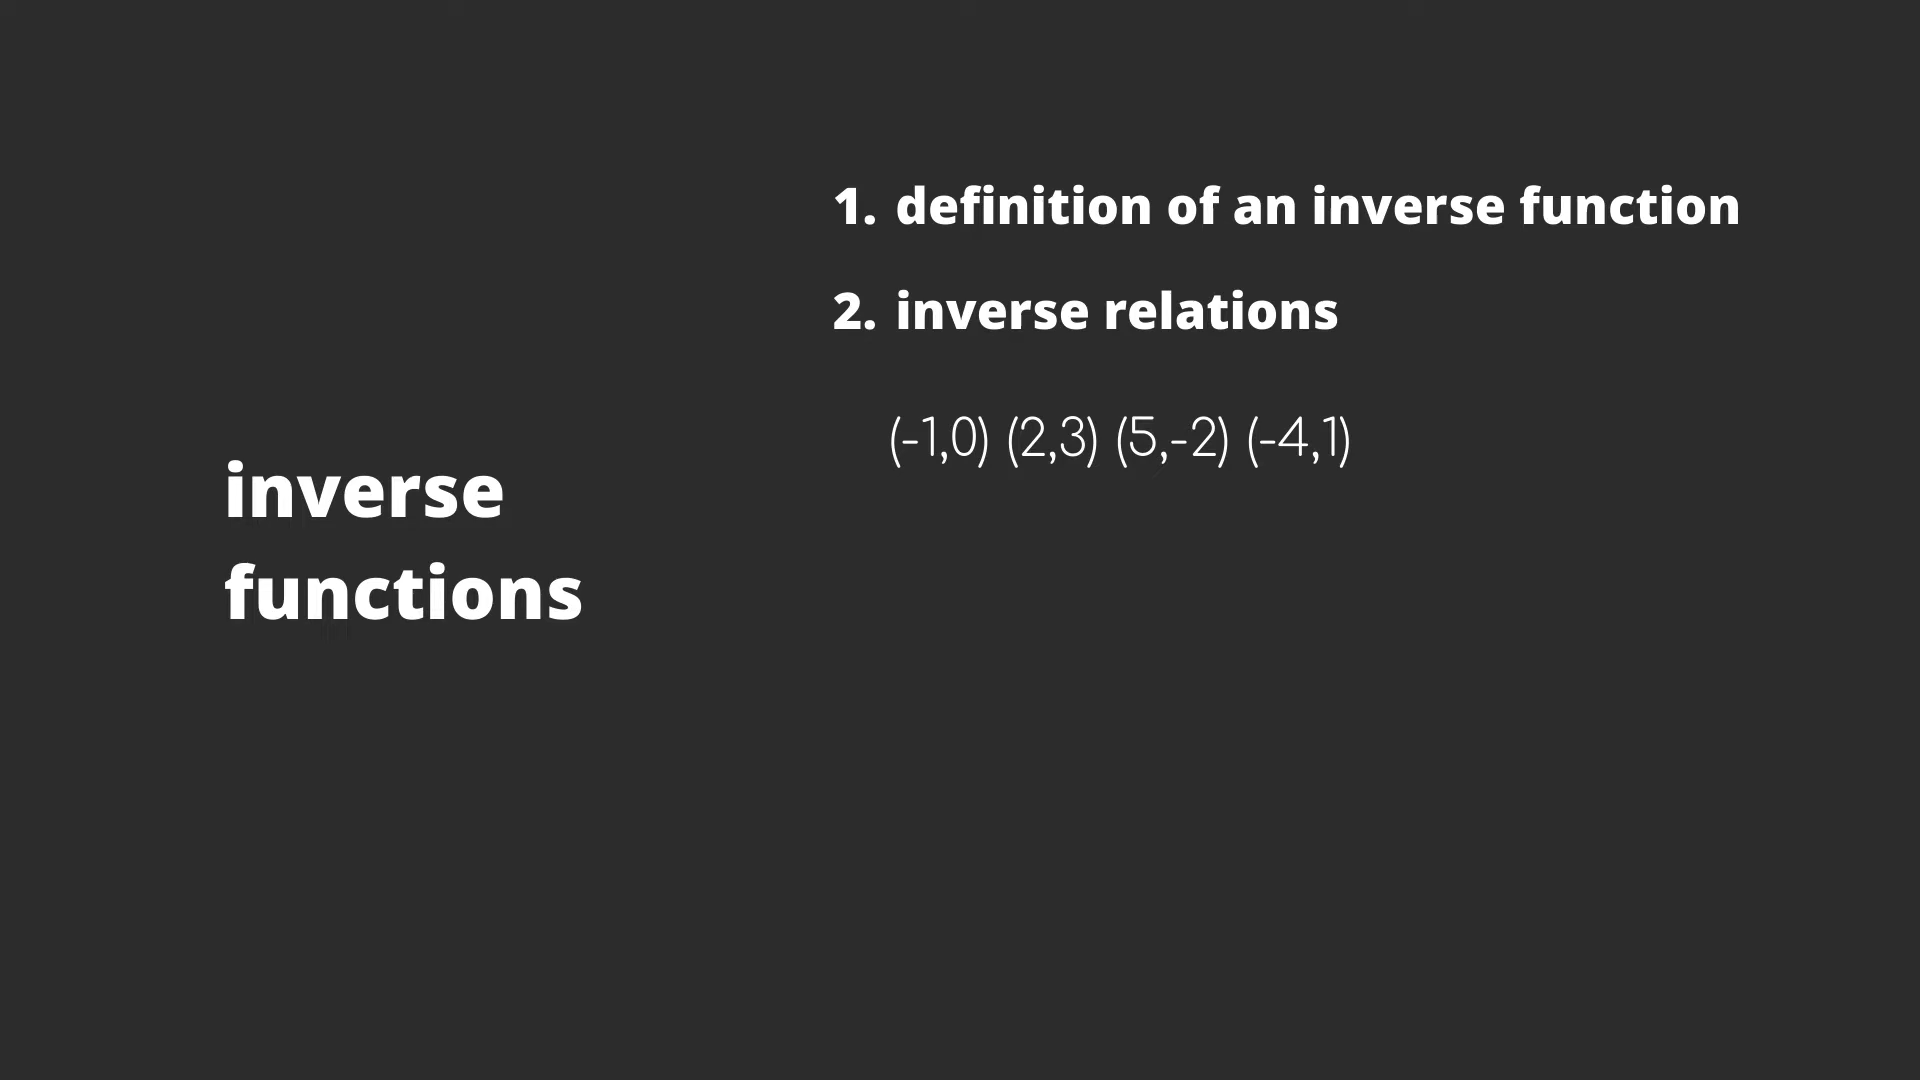 inverse
functions
1. definition of an inverse function
2. inverse relations
(-1,0) (2,3) (5,-2) (-4,1)